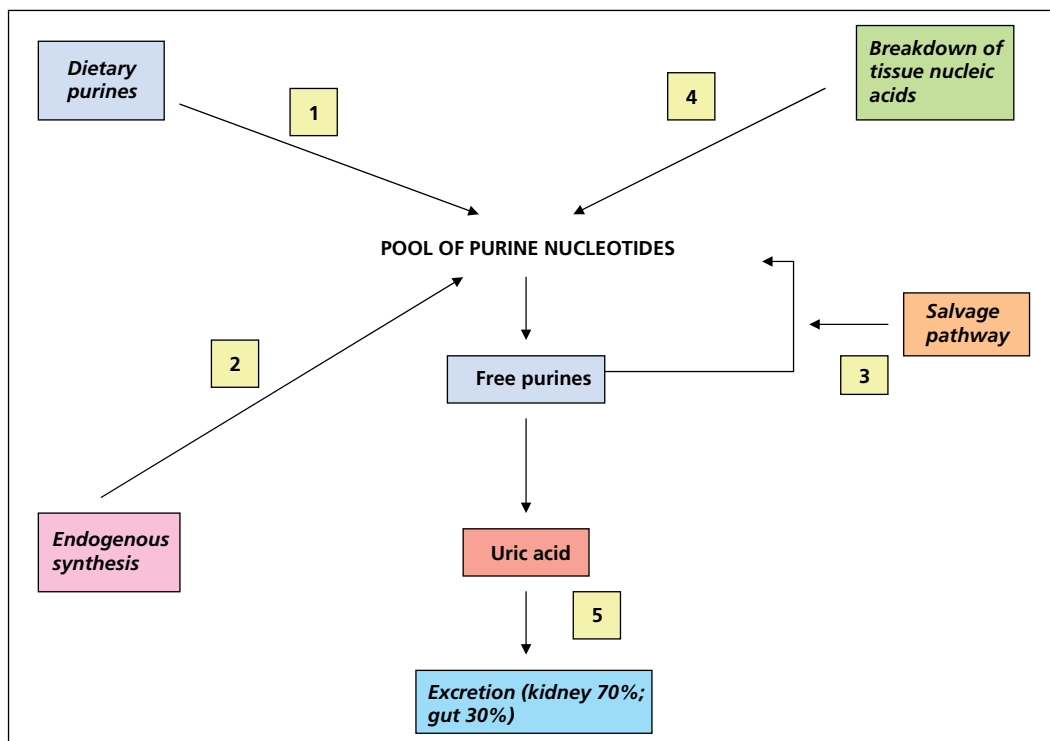 Dietary
purines
1
4
Breakdown of
tissue nucleic
acids
POOL OF PURINE NUCLEOTIDES
2
Free purines
Salvage
pathway
3
Endogenous
synthesis
Uric acid
5
Excretion (kidney 70%;
gut 30%)